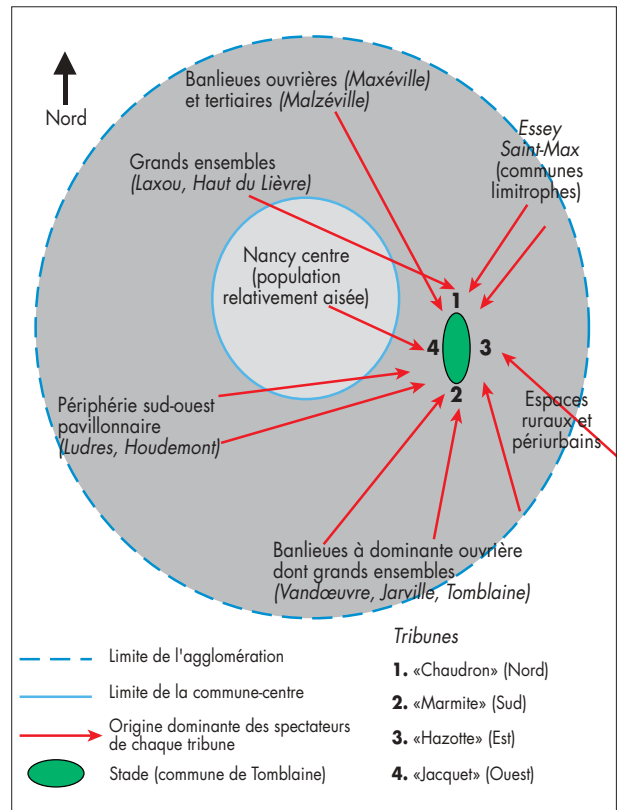 Nord
Banlieues ouvrières (Maxéville)
et tertiaires (Malzéville)
Essey
Saint-Max
(communes
limitrophes)
Grands ensembles
(Laxou, Haut du Lièvre)
Nancy centre
(population
relativement aisée)
1
4
3
2
Périphérie sud-ouest
pavillonnaire
(Ludres, Houdemont)
Espaces
ruraux et
périurbains
Banlieues à dominante ouvrière
dont grands ensembles
(Vandœuvre, Jarville, Tomblaine)
Limite de l'agglomération
Limite de la commune-centre
Origine dominante des spectateurs
de chaque tribune
Stade (commune de Tomblaine)
Tribunes
1. «Chaudron» (Nord)
2. «Marmite» (Sud)
3. «Hazotte» (Est)
4. «Jacquet» (Ouest)